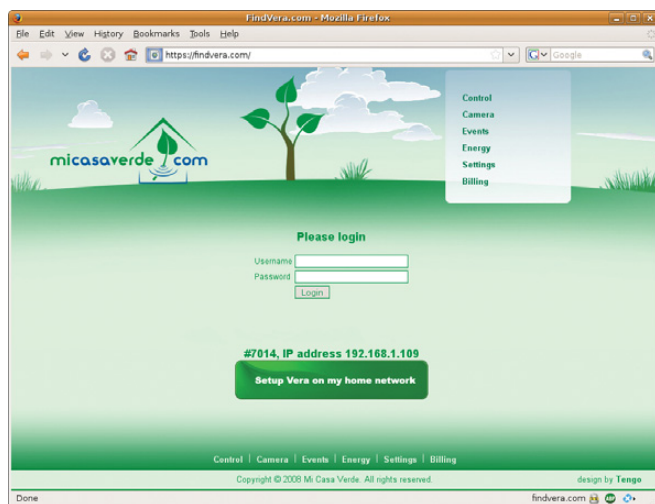 FindVera.com - Mozilla Firefox
File Edit View History Bookmarks Tools Help
https://findvera.com/
Google
micasaverde.com
Control
Camera
Events
Energy
Settings
Billing
Please login
Username
Password
Login
#7014, IP address 192.168.1.109
Setup Vera on my home network
Control | Camera | Events | Energy | Settings | Billing
Copyright © 2008 Mi Casa Verde. All rights reserved.
design by Tengo
Done
findvera.com
ABP